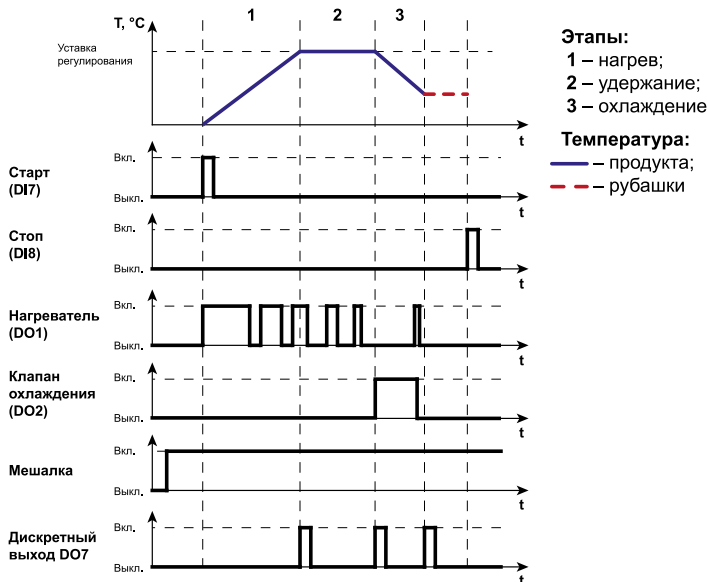 T, °C
1
2
3
Уставка
регулирования
t
Этапы:
1 – нагрев;
2 – удержание;
3 – охлаждение
Температура:
– продукта;
– рубашки
Старт
(DI7)
Вкл.
Выкл.
t
Стоп
(DI8)
Вкл.
Выкл.
t
Нагреватель
(DO1)
Вкл.
Выкл.
t
Клапан
охлаждения
(DO2)
Вкл.
Выкл.
t
Мешалка
Вкл.
Выкл.
t
Дискретный
выход DO7
Вкл.
Выкл.
t